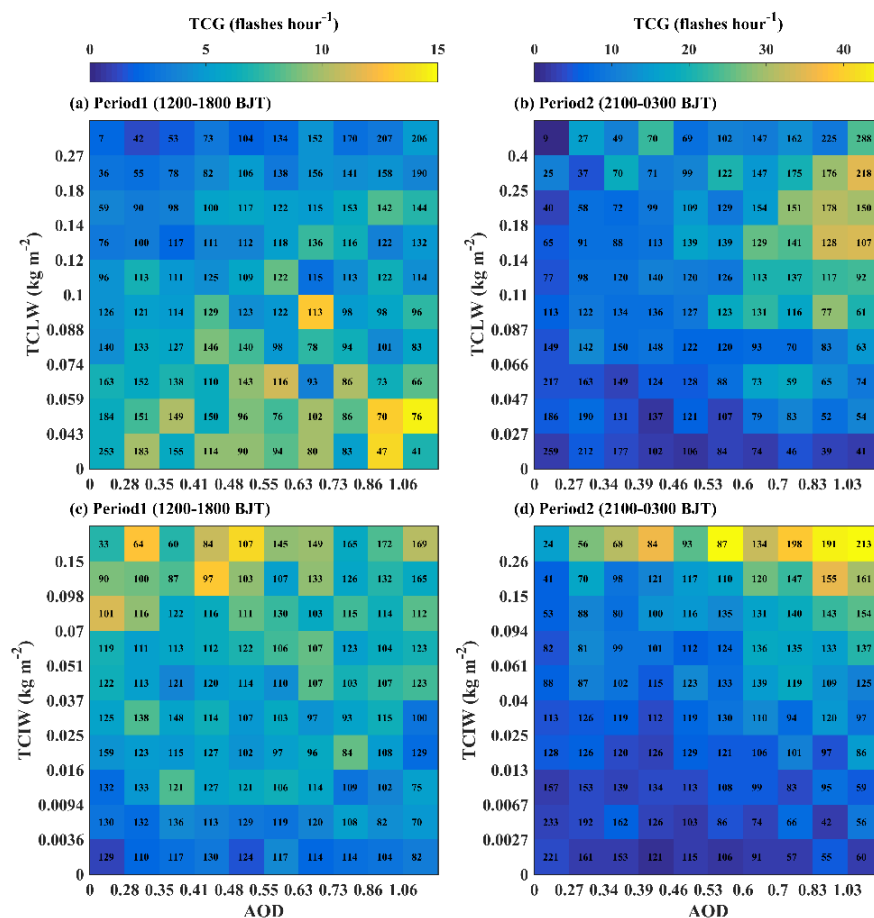 TCG (flashes hour-1)
0 5 10 15
TCG (flashes hour-1)
0 20 30 40
(a) Period1 (1200-1800 BJT)
7 42 53 73 104 134 152 170 207 206
0.27
36 55 78 82 106 138 156 141 158 190
0.18
59 90 98 100 117 122 115 153 142 144
0.14
76 100 117 111 112 118 136 116 122 132
0.12
96 113 111 125 109 122 115 113 122 114
0.1
126 121 114 129 123 122 113 98 98 96
0.088
140 133 127 146 140 98 78 94 101 83
0.074
163 152 138 110 143 116 93 86 73 66
0.059
184 151 149 150 96 76 102 86 70 76
0.043
253 183 155 114 90 94 80 83 47 41
0
TCLW (kg m-2)
0 0.28 0.35 0.41 0.48 0.55 0.63 0.73 0.86 1.06
(b) Period2 (2100-0300 BJT)
9 27 49 70 69 102 147 162 225 288
0.4
25 37 70 71 99 122 147 175 176 218
0.25
40 58 72 99 109 129 154 151 178 150
0.18
65 91 88 113 139 139 129 141 128 107
0.14
77 98 120 140 120 126 113 137 117 92
0.11
113 122 134 136 127 123 131 116 77 61
0.087
149 142 150 148 122 120 93 70 83 63
0.066
217 163 149 124 128 88 73 59 65 74
0.047
186 190 131 137 121 107 79 83 52 54
0.027
259 212 177 102 106 84 74 46 39 41
0
TCLW (kg m-2)
0 0.27 0.34 0.4 0.46 0.53 0.6 0.7 0.83 1.03
(c) Period1 (1200-1800 BJT)
33 64 60 84 107 145 149 165 172 169
0.15
90 100 87 97 103 107 133 126 132 165
0.098
101 116 122 116 111 130 103 115 114 112
0.07
119 111 113 112 122 106 107 123 104 123
0.051
122 113 121 120 114 110 107 103 107 123
0.037
125 138 148 114 107 103 97 93 115 100
0.025
159 123 115 127 102 97 96 84 108 129
0.016
132 133 121 127 121 106 114 109 102 75
0.0094
130 132 136 113 129 119 120 108 82 70
0.0036
129 110 117 130 124 117 114 114 104 82
0
TCIW (kg m-2)
0 0.28 0.35 0.41 0.48 0.55 0.63 0.73 0.86 1.06
AOD
(d) Period2 (2100-0300 BJT)
24 56 68 84 93 87 134 198 191 213
0.26
41 70 98 121 117 110 120 147 155 161
0.15
53 88 80 100 116 135 131 140 143 154
0.094
82 81 99 101 112 124 136 135 133 137
0.061
88 87 102 115 123 133 139 119 109 125
0.04
113 126 119 112 119 130 110 94 120 97
0.025
128 126 120 126 129 121 106 101 97 86
0.013
157 153 139 134 113 108 99 83 95 59
0.0067
233 192 162 126 103 86 74 66 42 56
0.0027
221 161 153 121 115 106 91 57 55 60
0
TCIW (kg m-2)
0 0.27 0.34 0.4 0.46 0.53 0.6 0.7 0.83 1.03
AOD